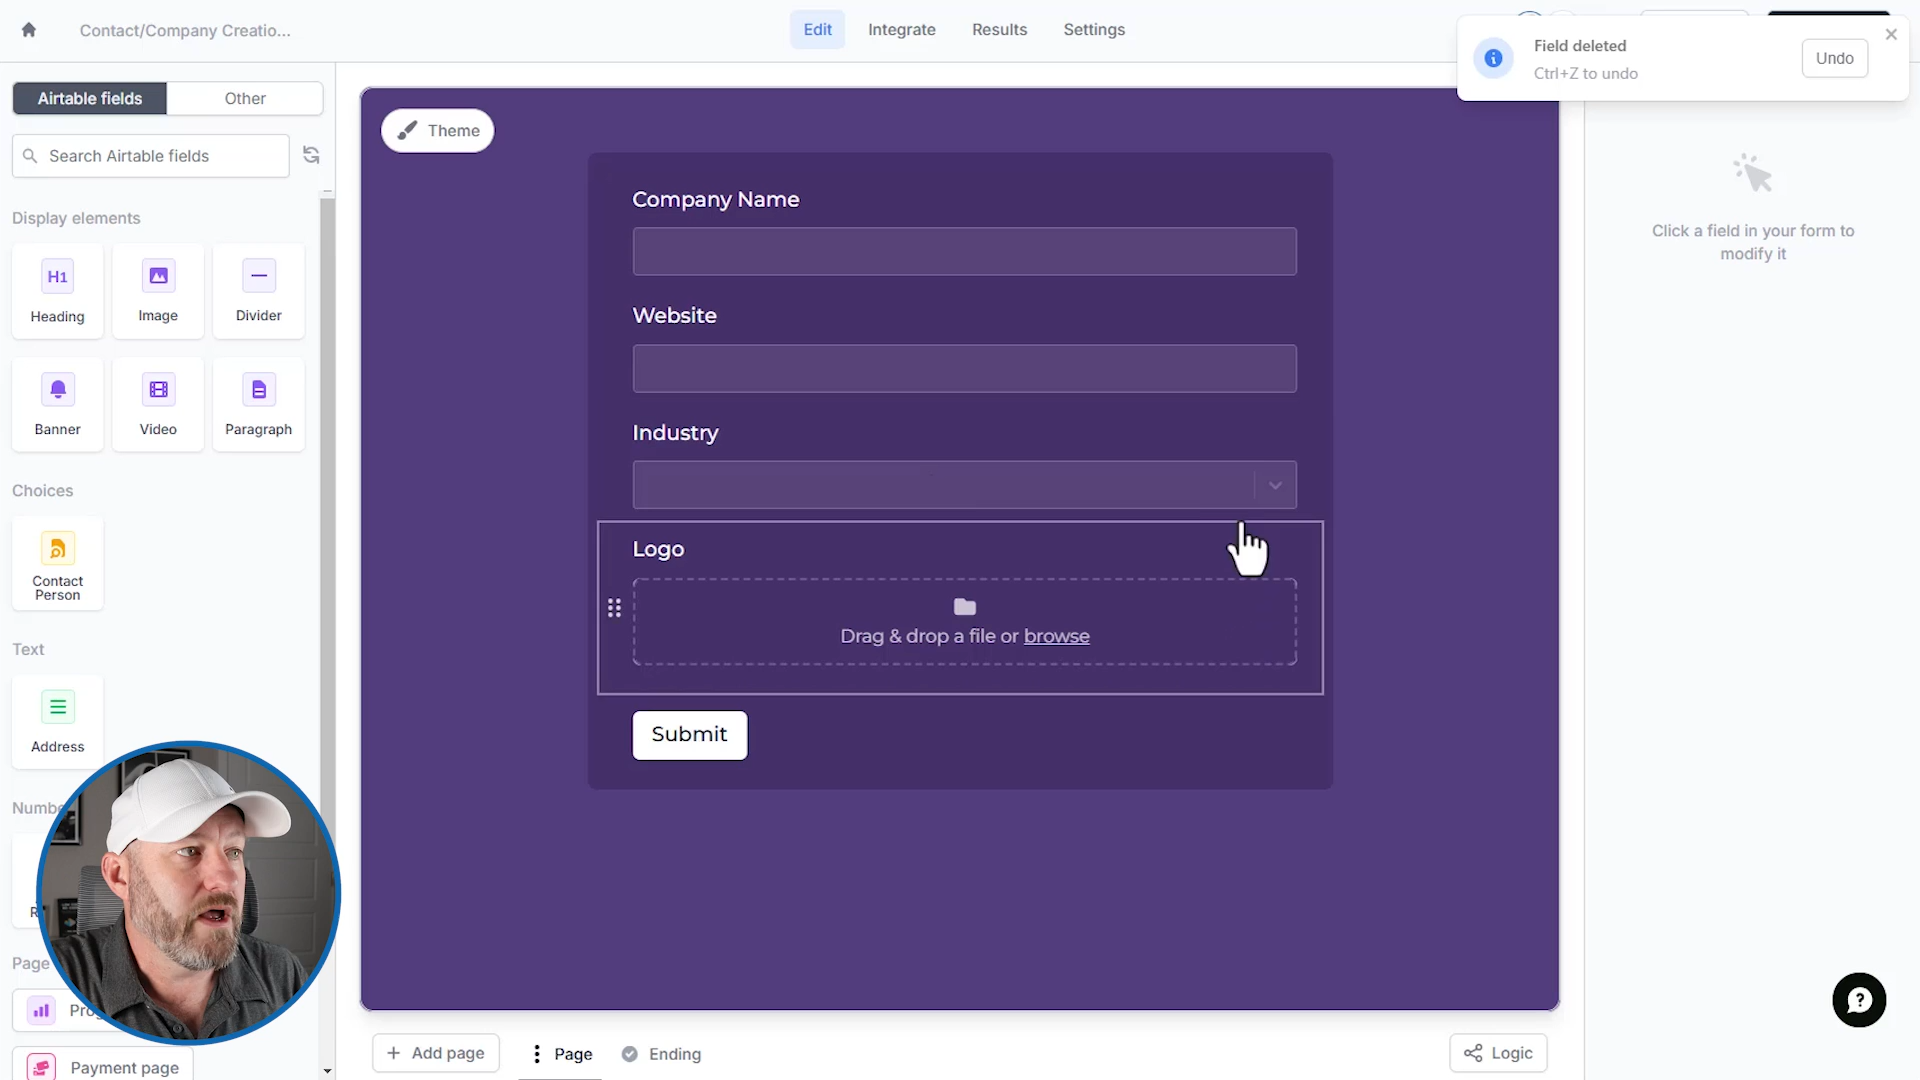 Contact/Company Creatio...
Edit
Integrate
Results
Settings
Field deleted
Ctrl+Z to undo
Undo
Airtable fields
Other
Search Airtable fields
Display elements
H1
Heading
Image
Divider
Banner
Video
Paragraph
Choices
Contact
Person
Text
Address
Page
Payment page
Theme
Company Name
Website
Industry
Logo
Drag & drop a file or browse
Submit
Click a field in your form to
modify it
Add page
Page
Ending
Logic